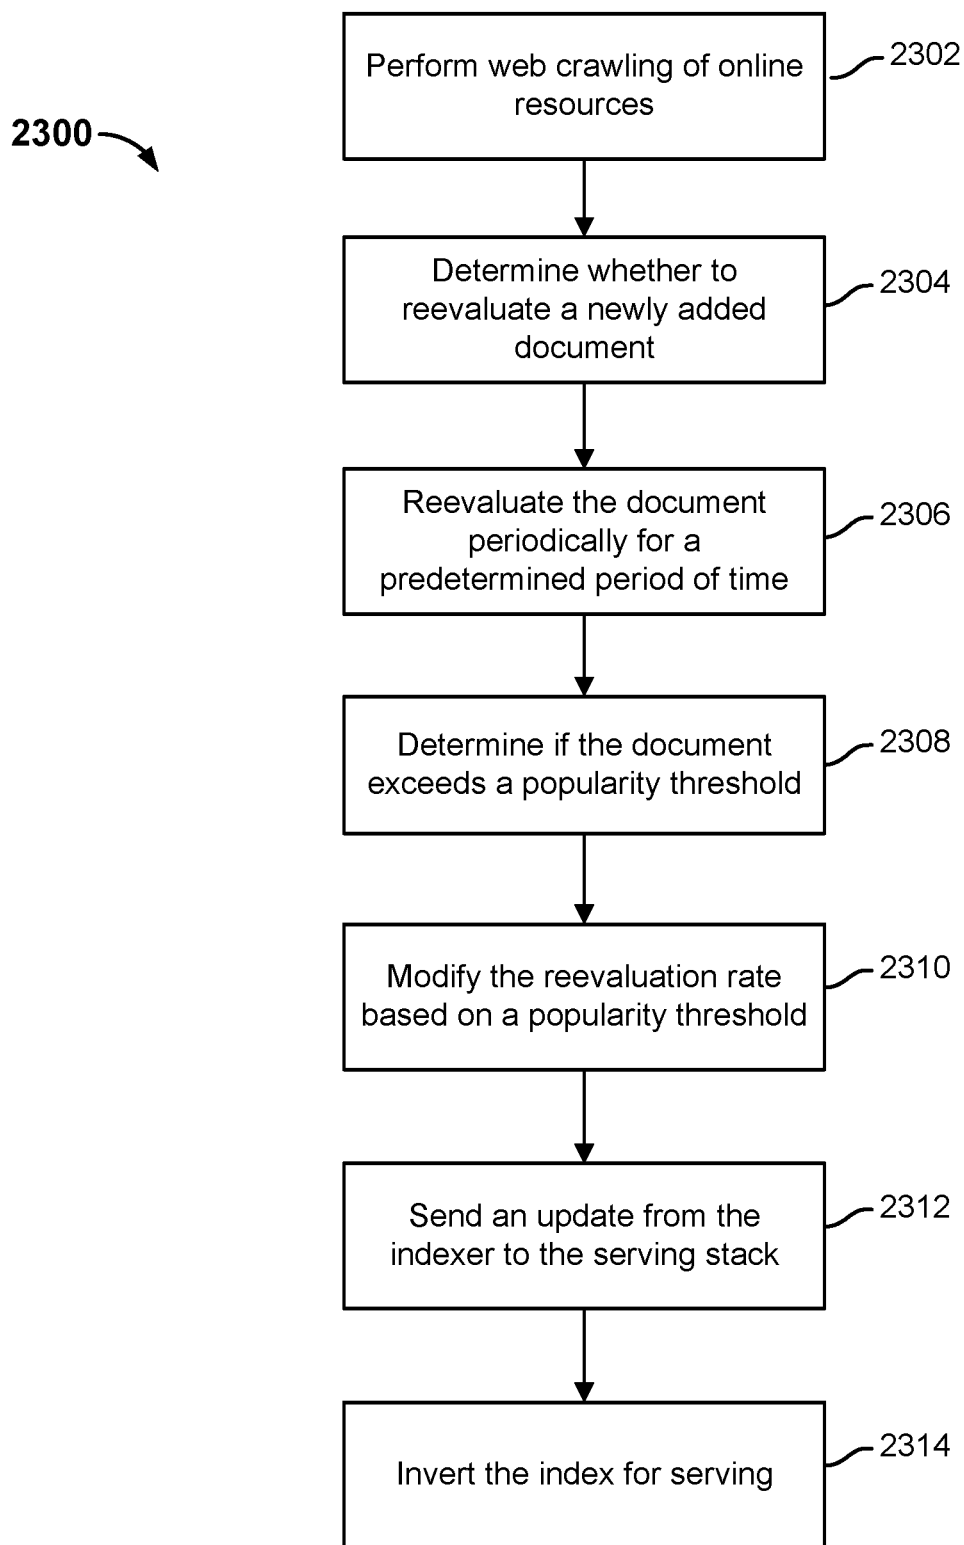 Perform web crawling of online
resources
2302
2300
Determine whether to
reevaluate a newly added
document
2304
Reevaluate the document
periodically for a
predetermined period of time
2306
Determine if the document
exceeds a popularity threshold
2308
Modify the reevaluation rate
based on a popularity threshold
2310
Send an update from the
indexer to the serving stack
2312
Invert the index for serving
2314